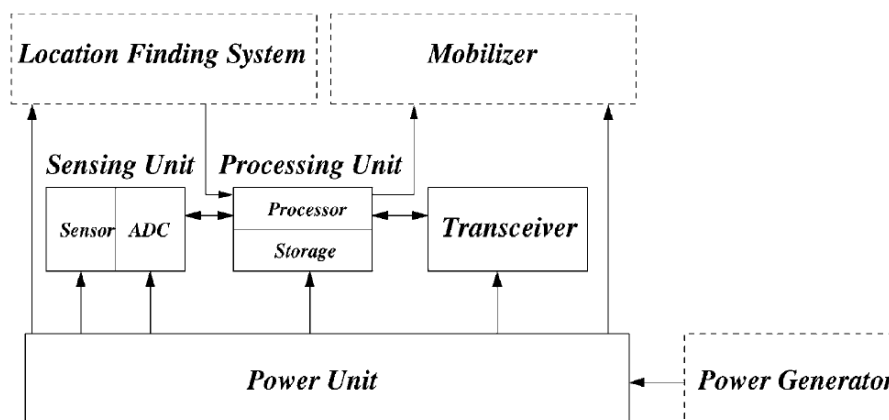 Location Finding System
Mobilizer
Sensing Unit
Processing Unit
Sensor
ADC
Processor
Storage
Transceiver
Power Unit
Power Generator